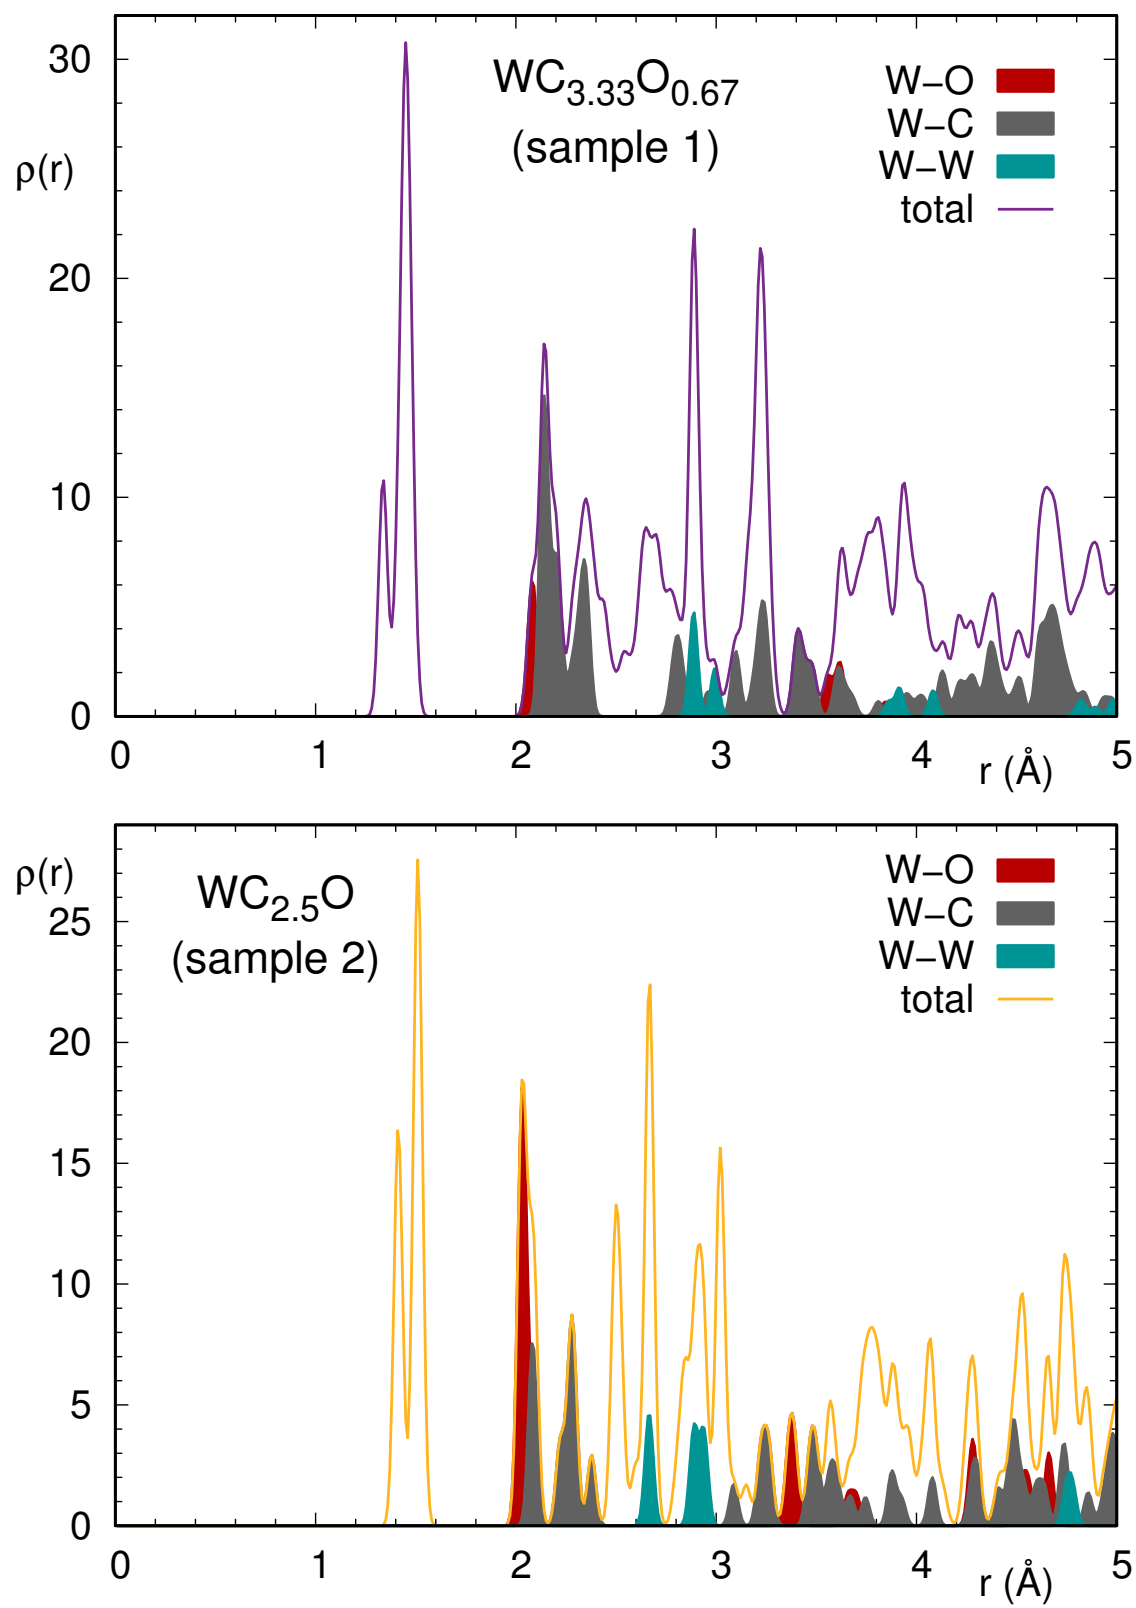 30
WC3.33O0.67
W–O
W–C
(sample 1)
ρ(r)
W–W
total
20
10
0
0 1 2 3 4 5
r (Å)
ρ(r)
WC2.5O
W–O
W–C
25
(sample 2)
W–W
total
20
15
10
5
0
0 1 2 3 4 5
r (Å)